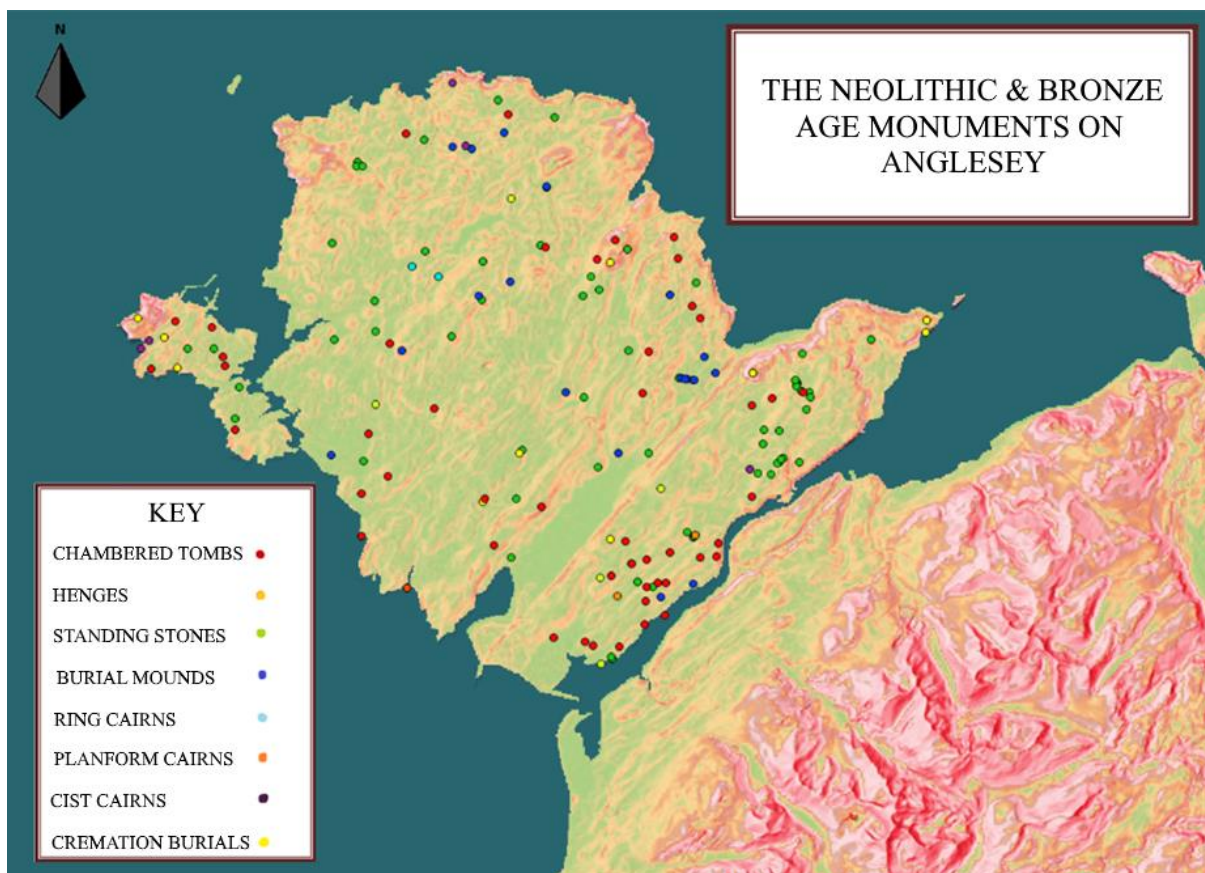 N
THE NEOLITHIC & BRONZE
AGE MONUMENTS ON
ANGLESEY
KEY
CHAMBERED TOMBS
HENGES
STANDING STONES
BURIAL MOUNDS
RING CAIRNS
PLANFORM CAIRNS
CIST CAIRNS
CREMATION BURIALS